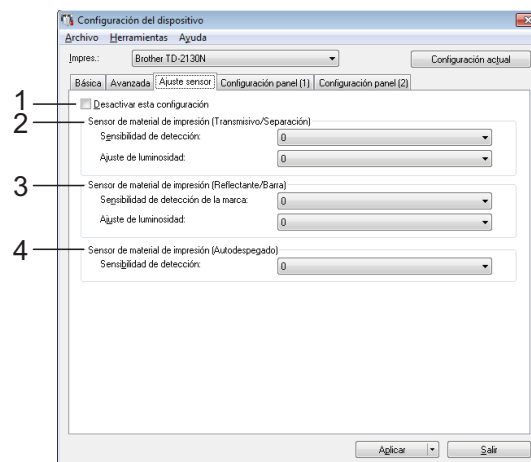 Configuración del dispositivo
Archivo Herramientas Ayuda
Impres.: Brother TD-2130N Configuración actual
Básica Avanzada Ajuste sensor Configuración panel (1) Configuración panel (2)
1 Desactivar esta configuración
2 Sensor de material de impresión (Transmisivo/Separación)
Sensibilidad de detección: 0
Ajuste de luminosidad: 0
3 Sensor de material de impresión (Reflectante/Barra)
Sensibilidad de detección de la marca: 0
Ajuste de luminosidad: 0
4 Sensor de material de impresión (Autodespegado)
Sensibilidad de detección: 0
Aplicar Salir